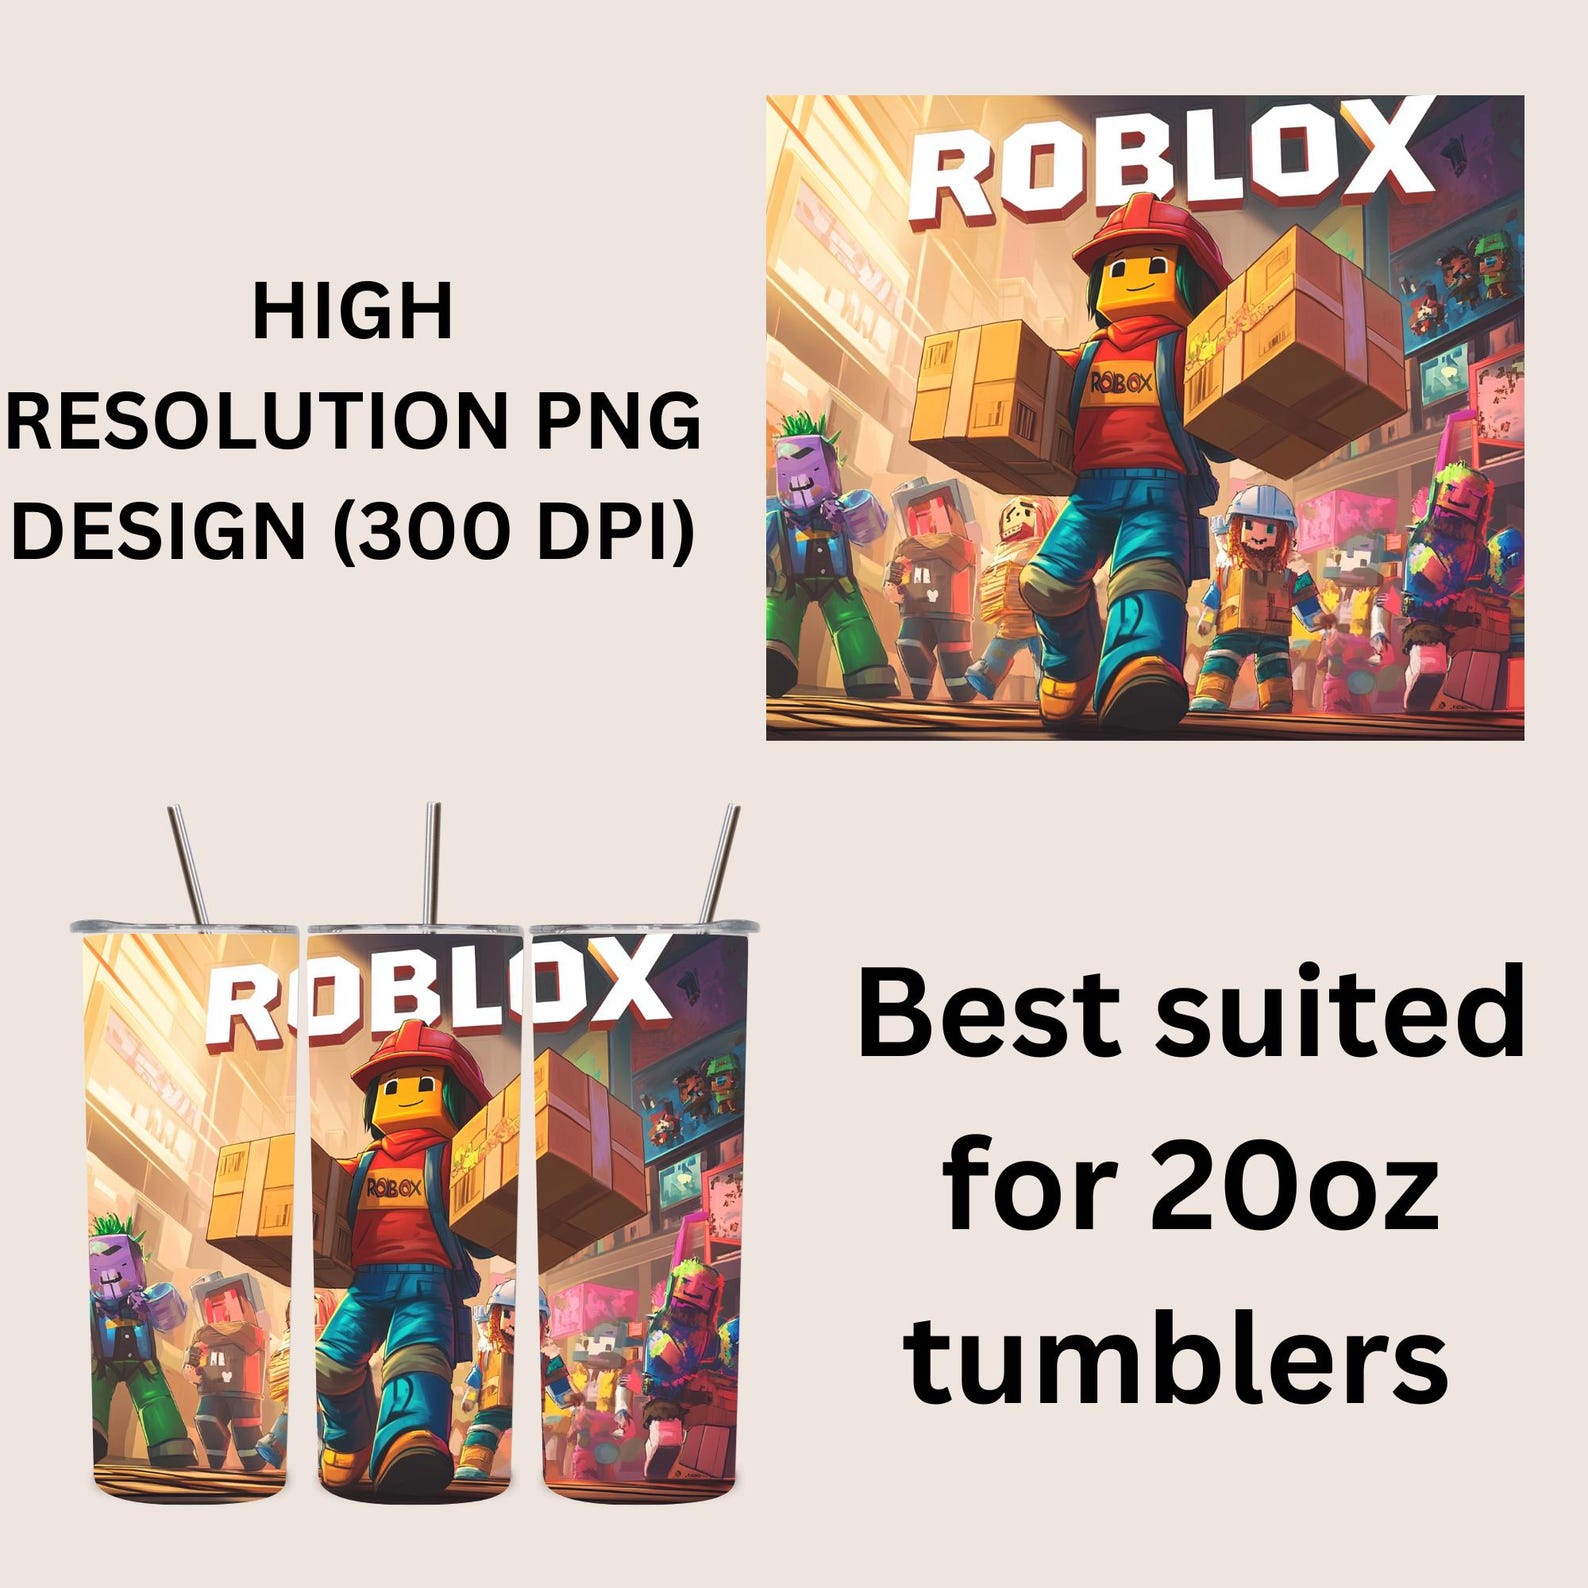 HIGH
RESOLUTION PNG
DESIGN (300 DPI)
ROBLOX
ROBOX
ROBLOX
ROBOX
Best suited
for 20oz
tumblers